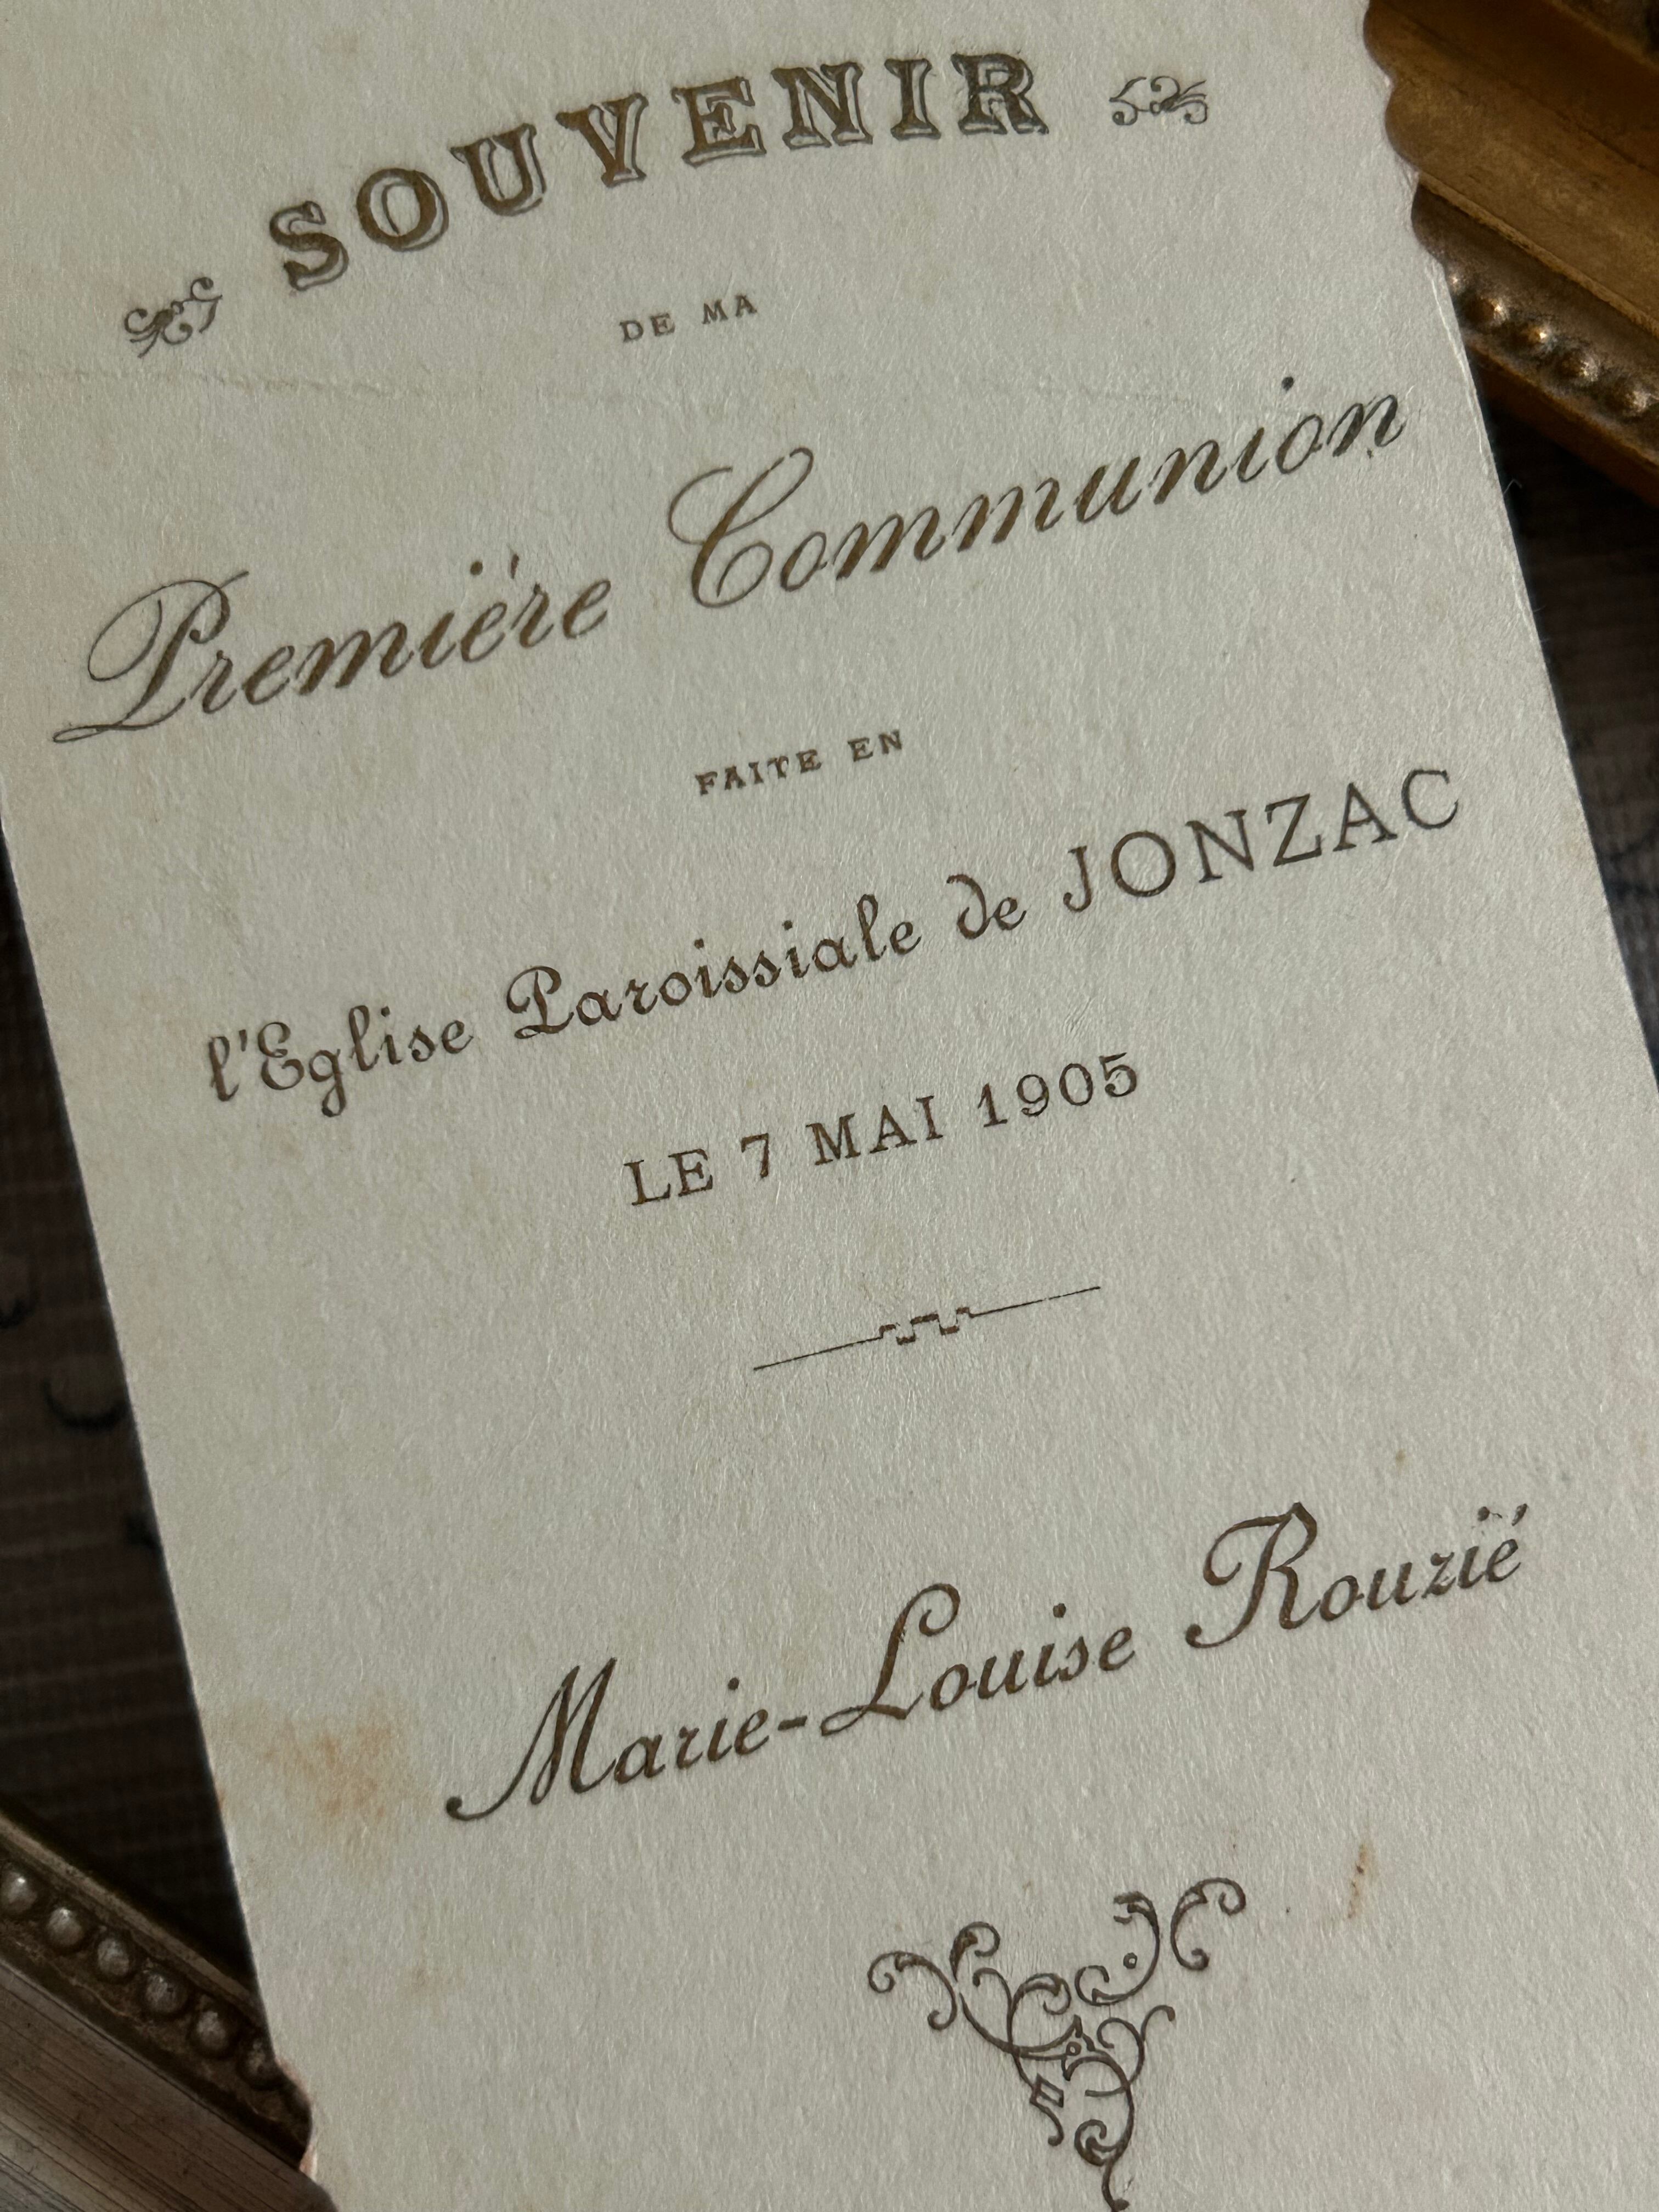 SOUVENIR
DE MA
Première Communion
FAITE EN
l'Eglise Paroissiale de JONZAC
LE 7 MAI 1905
Marie-Louise Rouzié